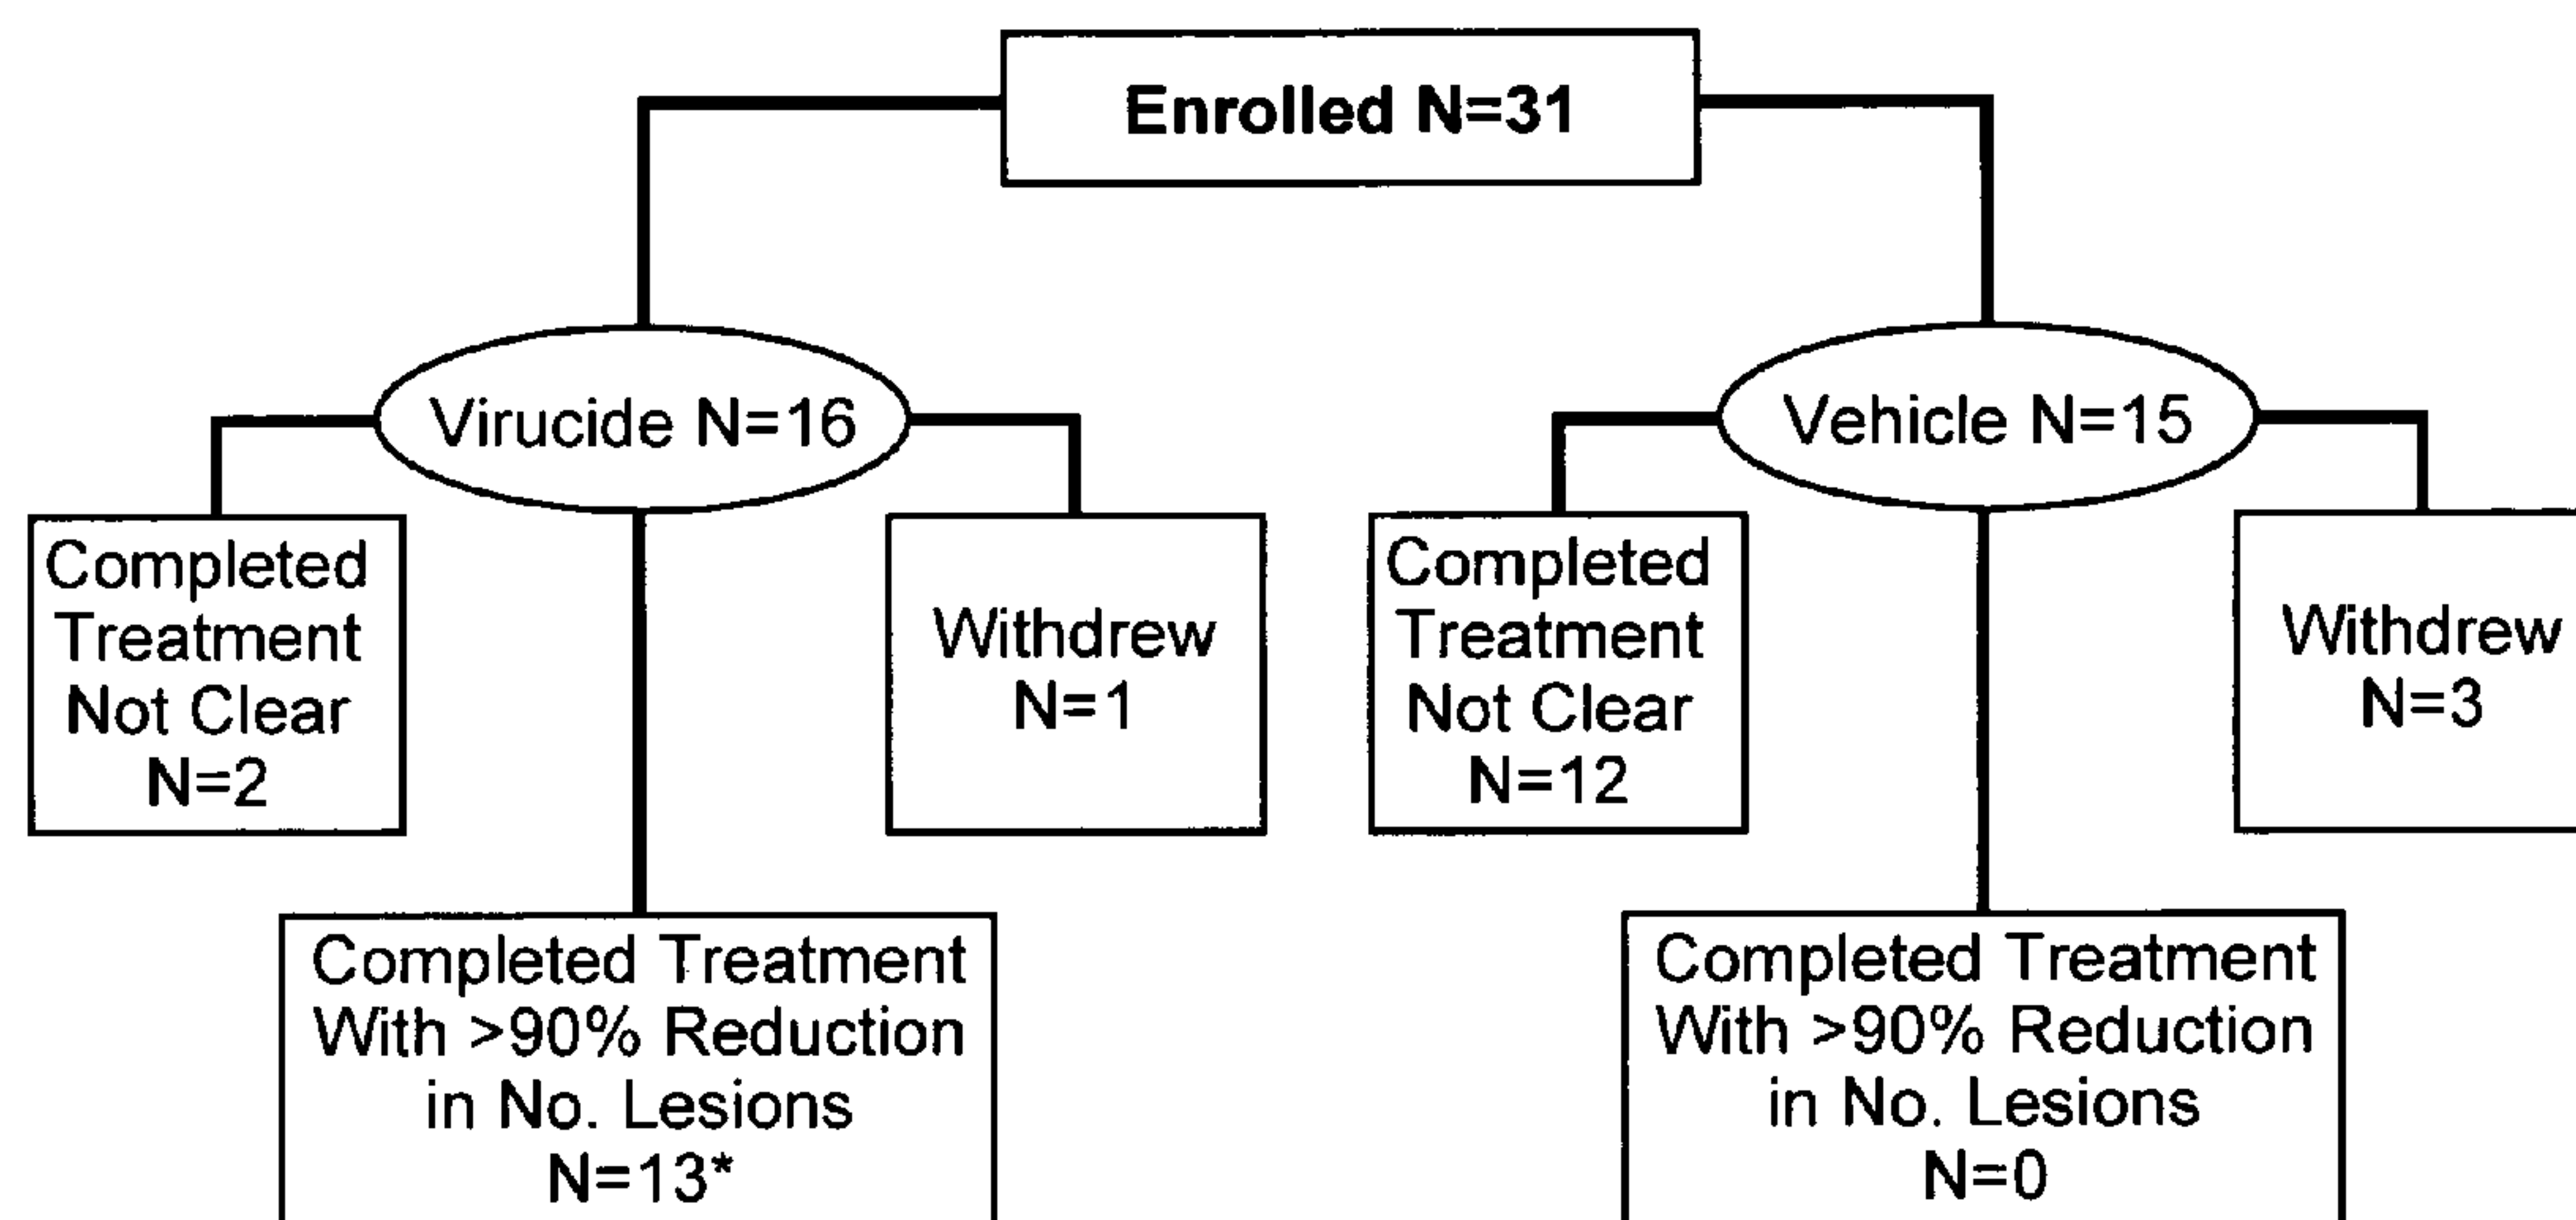 Enrolled N=31
Virucide N=16
Vehicle N=15
Completed
Treatment
Not Clear
N=2
Withdrew
N=1
Completed
Treatment
Not Clear
N=12
Withdrew
N=3
Completed Treatment
With >90% Reduction
in No. Lesions
N=13*
Completed Treatment
With >90% Reduction
in No. Lesions
N=0